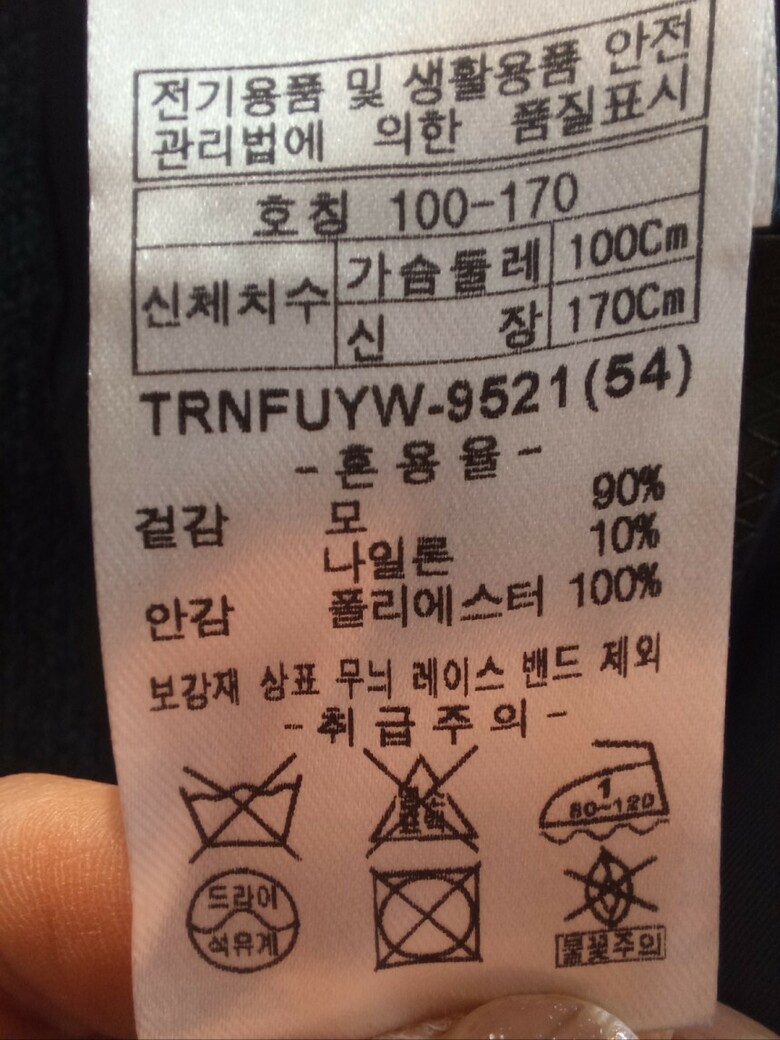 전기용품 및 생활용품 안전
관리법에 의한 품질표시
호칭 100-170
신체치수 가슴둘레 100Cm
신장 170Cm
TRNFUYW-9521(54)
-혼용율-
겉감 모 90%
나일론 10%
안감 폴리에스터 100%
보강재 상표 무늬 레이스 밴드 제외
-취급주의-
1
80~120
드라이
석유계
불꽃주의